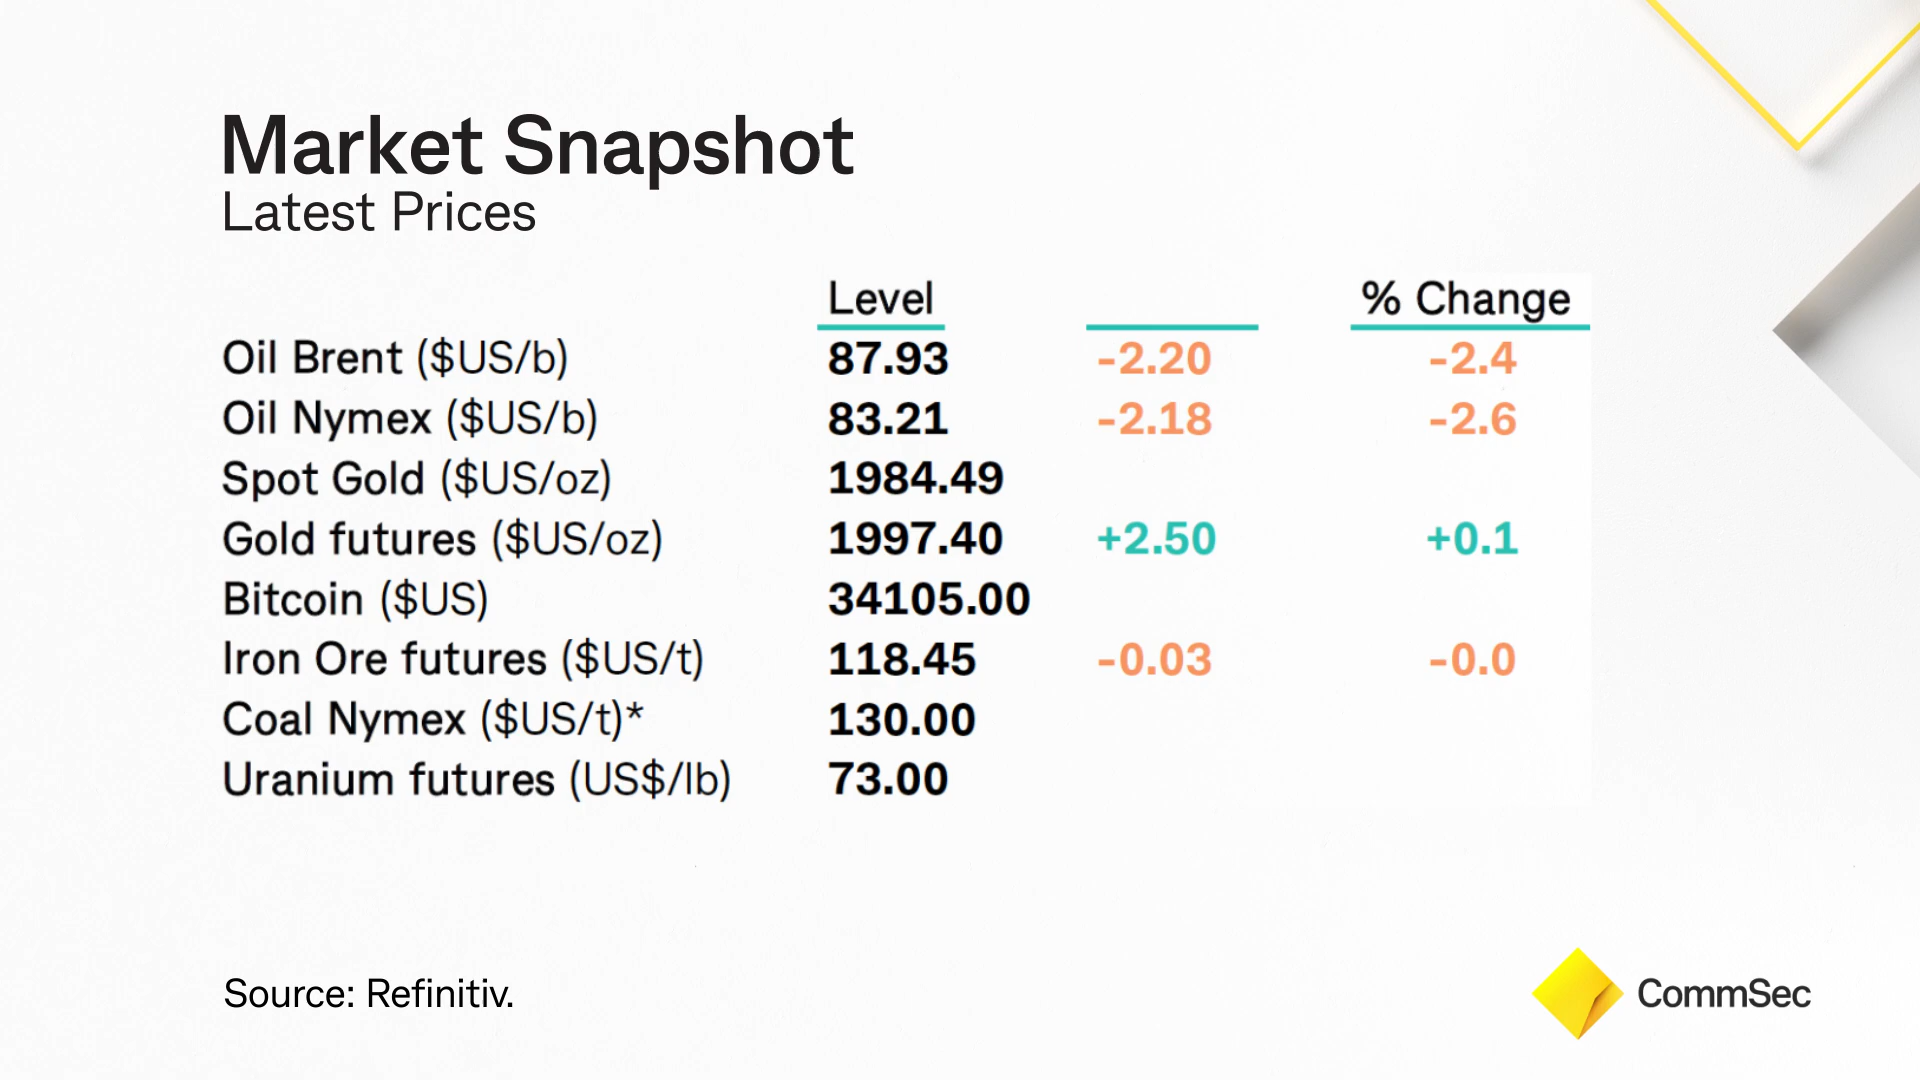 Market Snapshot
Latest Prices
Level % Change
Oil Brent ($US/b) 87.93 -2.20 -2.4
Oil Nymex ($US/b) 83.21 -2.18 -2.6
Spot Gold ($US/oz) 1984.49
Gold futures ($US/oz) 1997.40 +2.50 +0.1
Bitcoin ($US) 34105.00
Iron Ore futures ($US/t) 118.45 -0.03 -0.0
Coal Nymex ($US/t)* 130.00
Uranium futures (US$/lb) 73.00
Source: Refinitiv.
CommSec